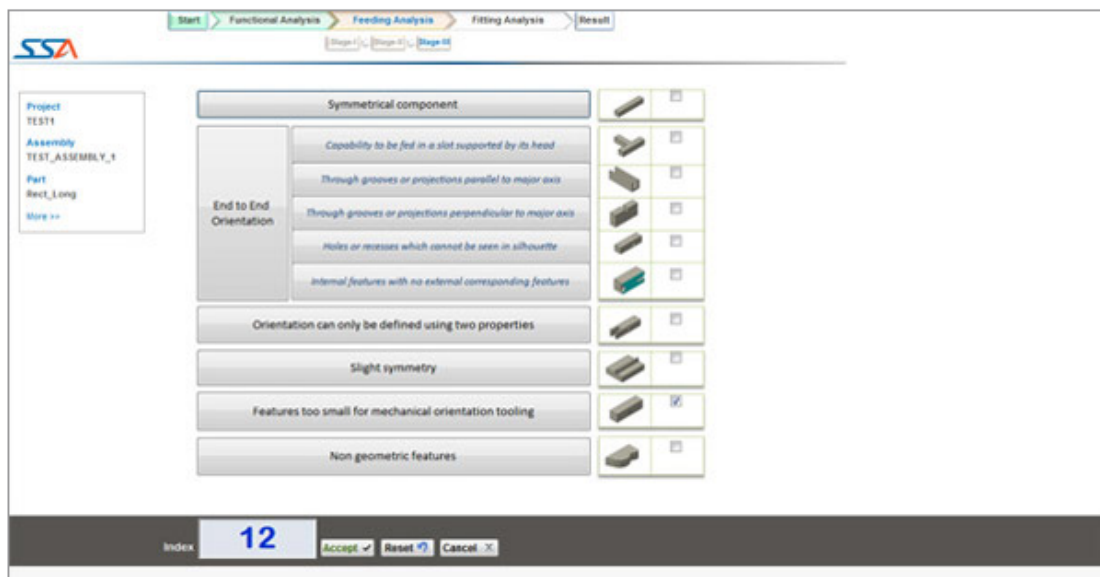 Start Functional Analysis Feeding Analysis Fitting Analysis Result
Stage-I Stage-II Stage-III
SSA
Project
TEST1
Assembly
TEST_ASSEMBLY_1
Part
Rect_Long
More >>
Symmetrical component
End to End
Orientation
Capability to be fed in a slot supported by its head
Through grooves or projections parallel to major axis
Through grooves or projections perpendicular to major axis
Holes or recesses which cannot be seen in silhouette
Internal features with no external corresponding features
Orientation can only be defined using two properties
Slight symmetry
Features too small for mechanical orientation tooling
Non geometric features
Index 12 Accept Reset Cancel X